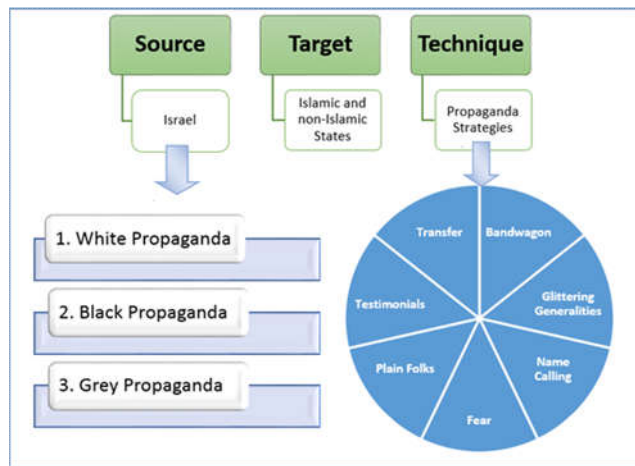 Source
Target
Technique
Israel
Islamic and
non-Islamic
States
Propaganda
Strategies
1. White Propaganda
2. Black Propaganda
3. Grey Propaganda
Transfer
Bandwagon
Testimonials
Glittering
Generalities
Plain Folks
Name
Calling
Fear